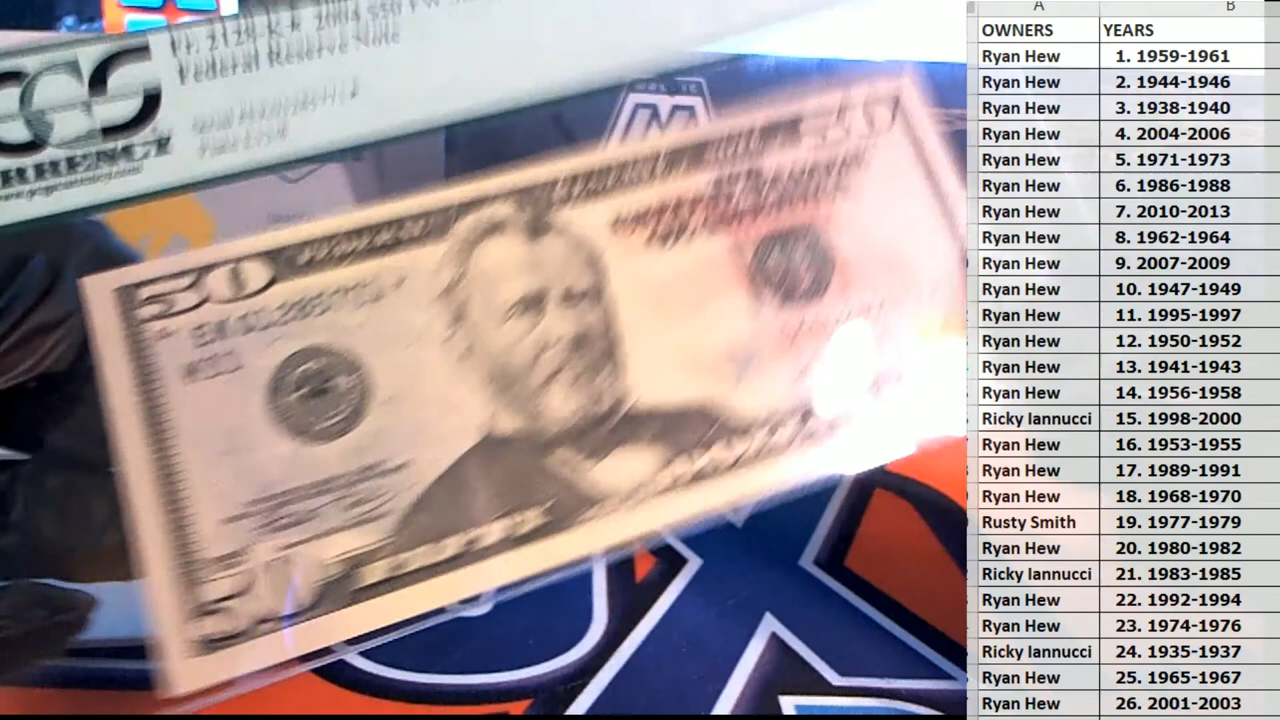 Federal Reserve Note
RRENCY
50
50
50
A B
OWNERS YEARS
Ryan Hew 1. 1959-1961
Ryan Hew 2. 1944-1946
Ryan Hew 3. 1938-1940
Ryan Hew 4. 2004-2006
Ryan Hew 5. 1971-1973
Ryan Hew 6. 1986-1988
Ryan Hew 7. 2010-2013
Ryan Hew 8. 1962-1964
Ryan Hew 9. 2007-2009
Ryan Hew 10. 1947-1949
Ryan Hew 11. 1995-1997
Ryan Hew 12. 1950-1952
Ryan Hew 13. 1941-1943
Ryan Hew 14. 1956-1958
Ricky Iannucci 15. 1998-2000
Ryan Hew 16. 1953-1955
Ryan Hew 17. 1989-1991
Ryan Hew 18. 1968-1970
Rusty Smith 19. 1977-1979
Ryan Hew 20. 1980-1982
Ricky Iannucci 21. 1983-1985
Ryan Hew 22. 1992-1994
Ryan Hew 23. 1974-1976
Ricky Iannucci 24. 1935-1937
Ryan Hew 25. 1965-1967
Ryan Hew 26. 2001-2003